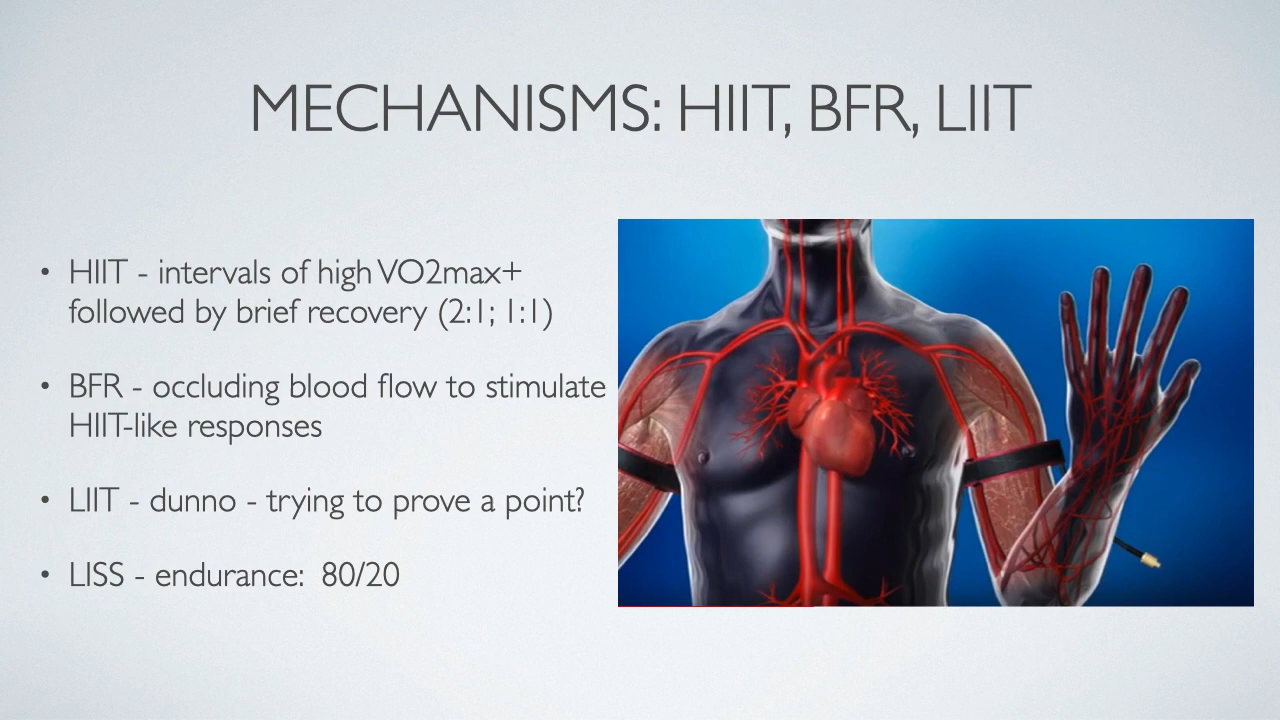 MECHANISMS: HIIT, BFR, LIIT
• HIIT - intervals of high VO2max+
followed by brief recovery (2:1; 1:1)
• BFR - occluding blood flow to stimulate
HIIT-like responses
• LIIT - dunno - trying to prove a point?
• LISS - endurance:  80/20